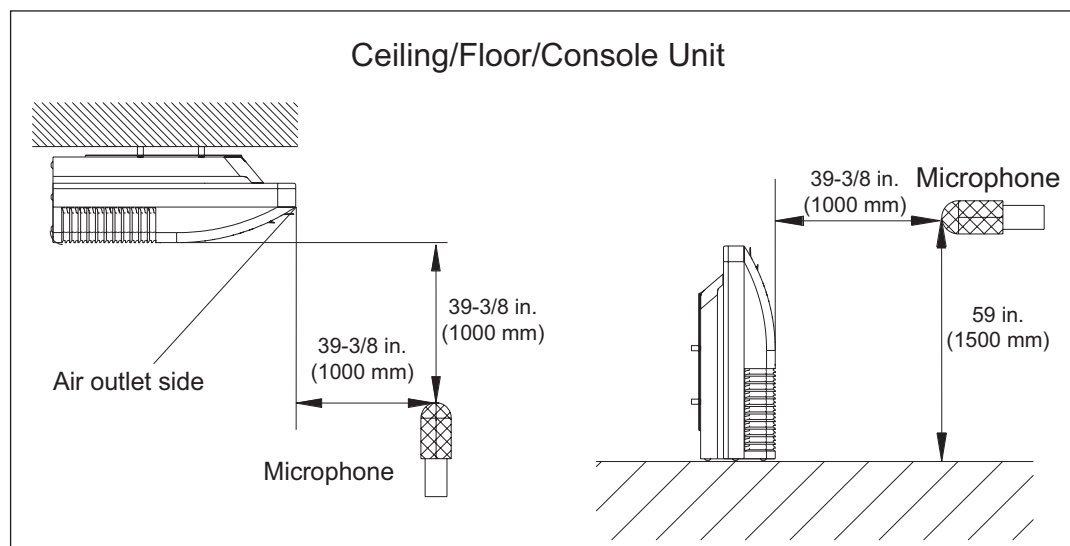 Ceiling/Floor/Console Unit
39-3/8 in.
(1000 mm)
39-3/8 in.
(1000 mm)
Air outlet side
Microphone
39-3/8 in.
(1000 mm)
Microphone
59 in.
(1500 mm)